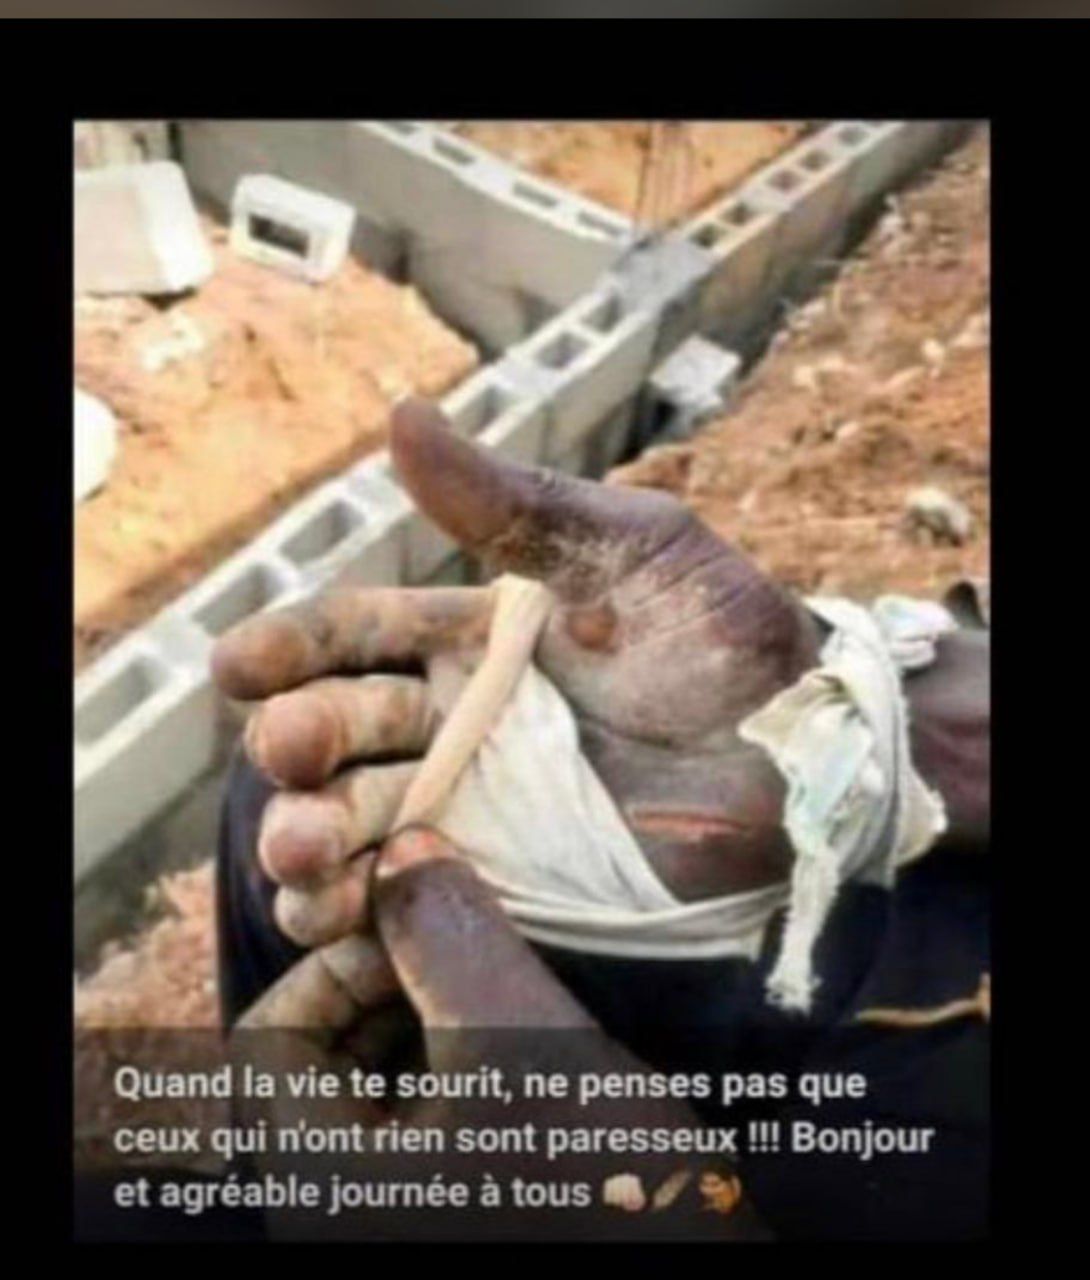 Quand la vie te sourit, ne penses pas que
ceux qui n'ont rien sont paresseux !!! Bonjour
et agréable journée à tous 👊🏻🪶💪